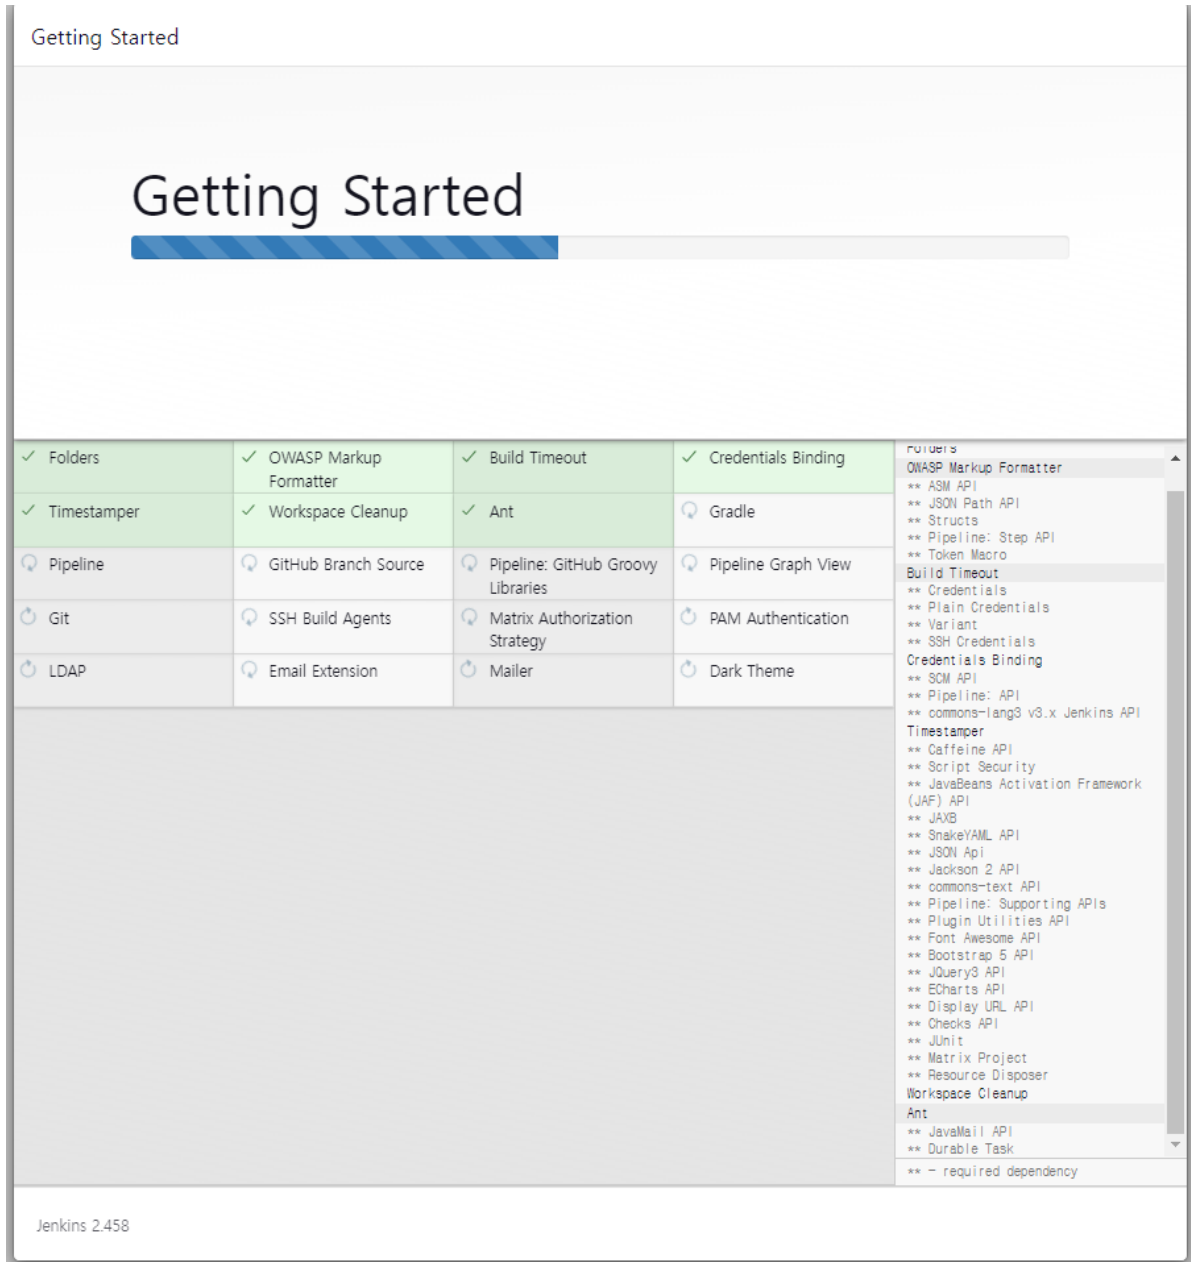 Getting Started
Getting Started
Folders
OWASP Markup
Formatter
Build Timeout
Credentials Binding
Timestamper
Workspace Cleanup
Ant
Gradle
Pipeline
GitHub Branch Source
Pipeline: GitHub Groovy
Libraries
Pipeline Graph View
Git
SSH Build Agents
Matrix Authorization
Strategy
PAM Authentication
LDAP
Email Extension
Mailer
Dark Theme
Folders
OWASP Markup Formatter
** ASM API
** JSON Path API
** Structs
** Pipeline: Step API
** Token Macro
Build Timeout
** Credentials
** Plain Credentials
** Variant
** SSH Credentials
Credentials Binding
** SCM API
** Pipeline: API
** commons-lang3 v3.x Jenkins API
Timestamper
** Caffeine API
** Script Security
** JavaBeans Activation Framework
(JAF) API
** JAXB
** SnakeYAML API
** JSON Api
** Jackson 2 API
** commons-text API
** Pipeline: Supporting APIs
** Plugin Utilities API
** Font Awesome API
** Bootstrap 5 API
** JQuery3 API
** ECharts API
** Display URL API
** Checks API
** JUnit
** Matrix Project
** Resource Disposer
Workspace Cleanup
Ant
** JavaMail API
** Durable Task
** - required dependency
Jenkins 2.458